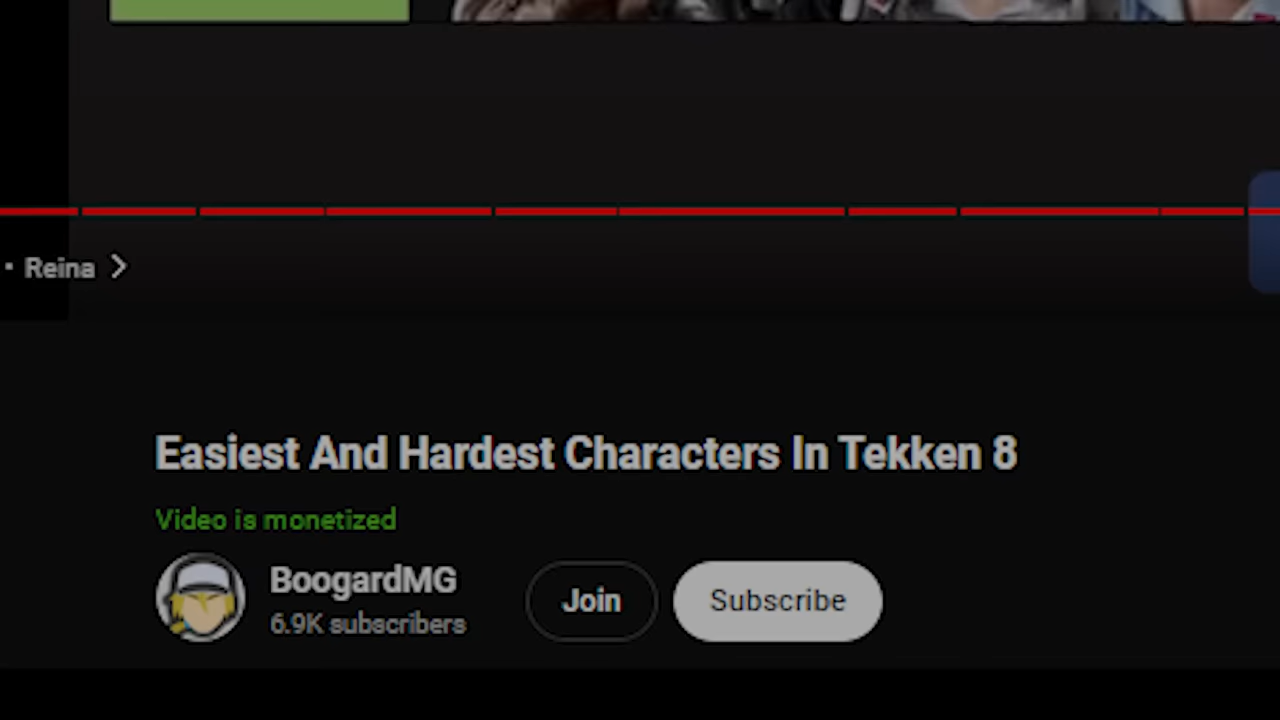 • Reina
Easiest And Hardest Characters In Tekken 8
Video is monetized
BoogardMG
6.9K subscribers
Join
Subscribe